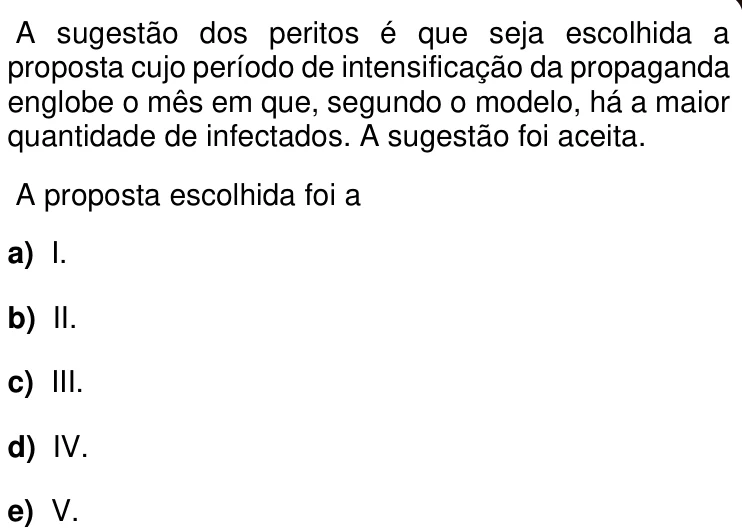 A sugestão dos peritos é que seja escolhida a
proposta cujo período de intensificação da propaganda
englobe o mês em que, segundo o modelo, há a maior
quantidade de infectados. A sugestão foi aceita.
A proposta escolhida foi a
a) I.
b) II.
c) III.
d) IV.
e) V.